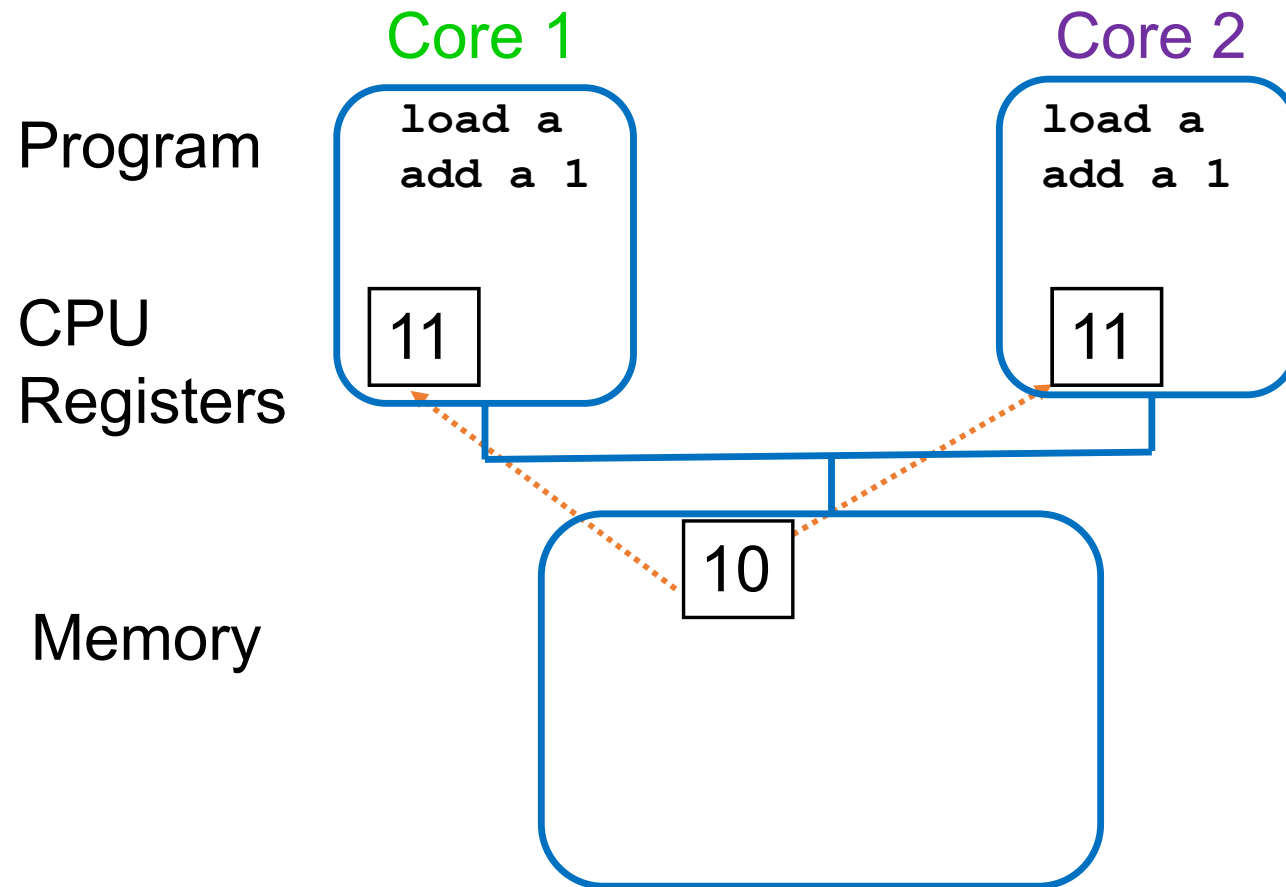 Core 1
Core 2
Program
load a
add a 1
load a
add a 1
CPU
Registers
11
11
10
Memory